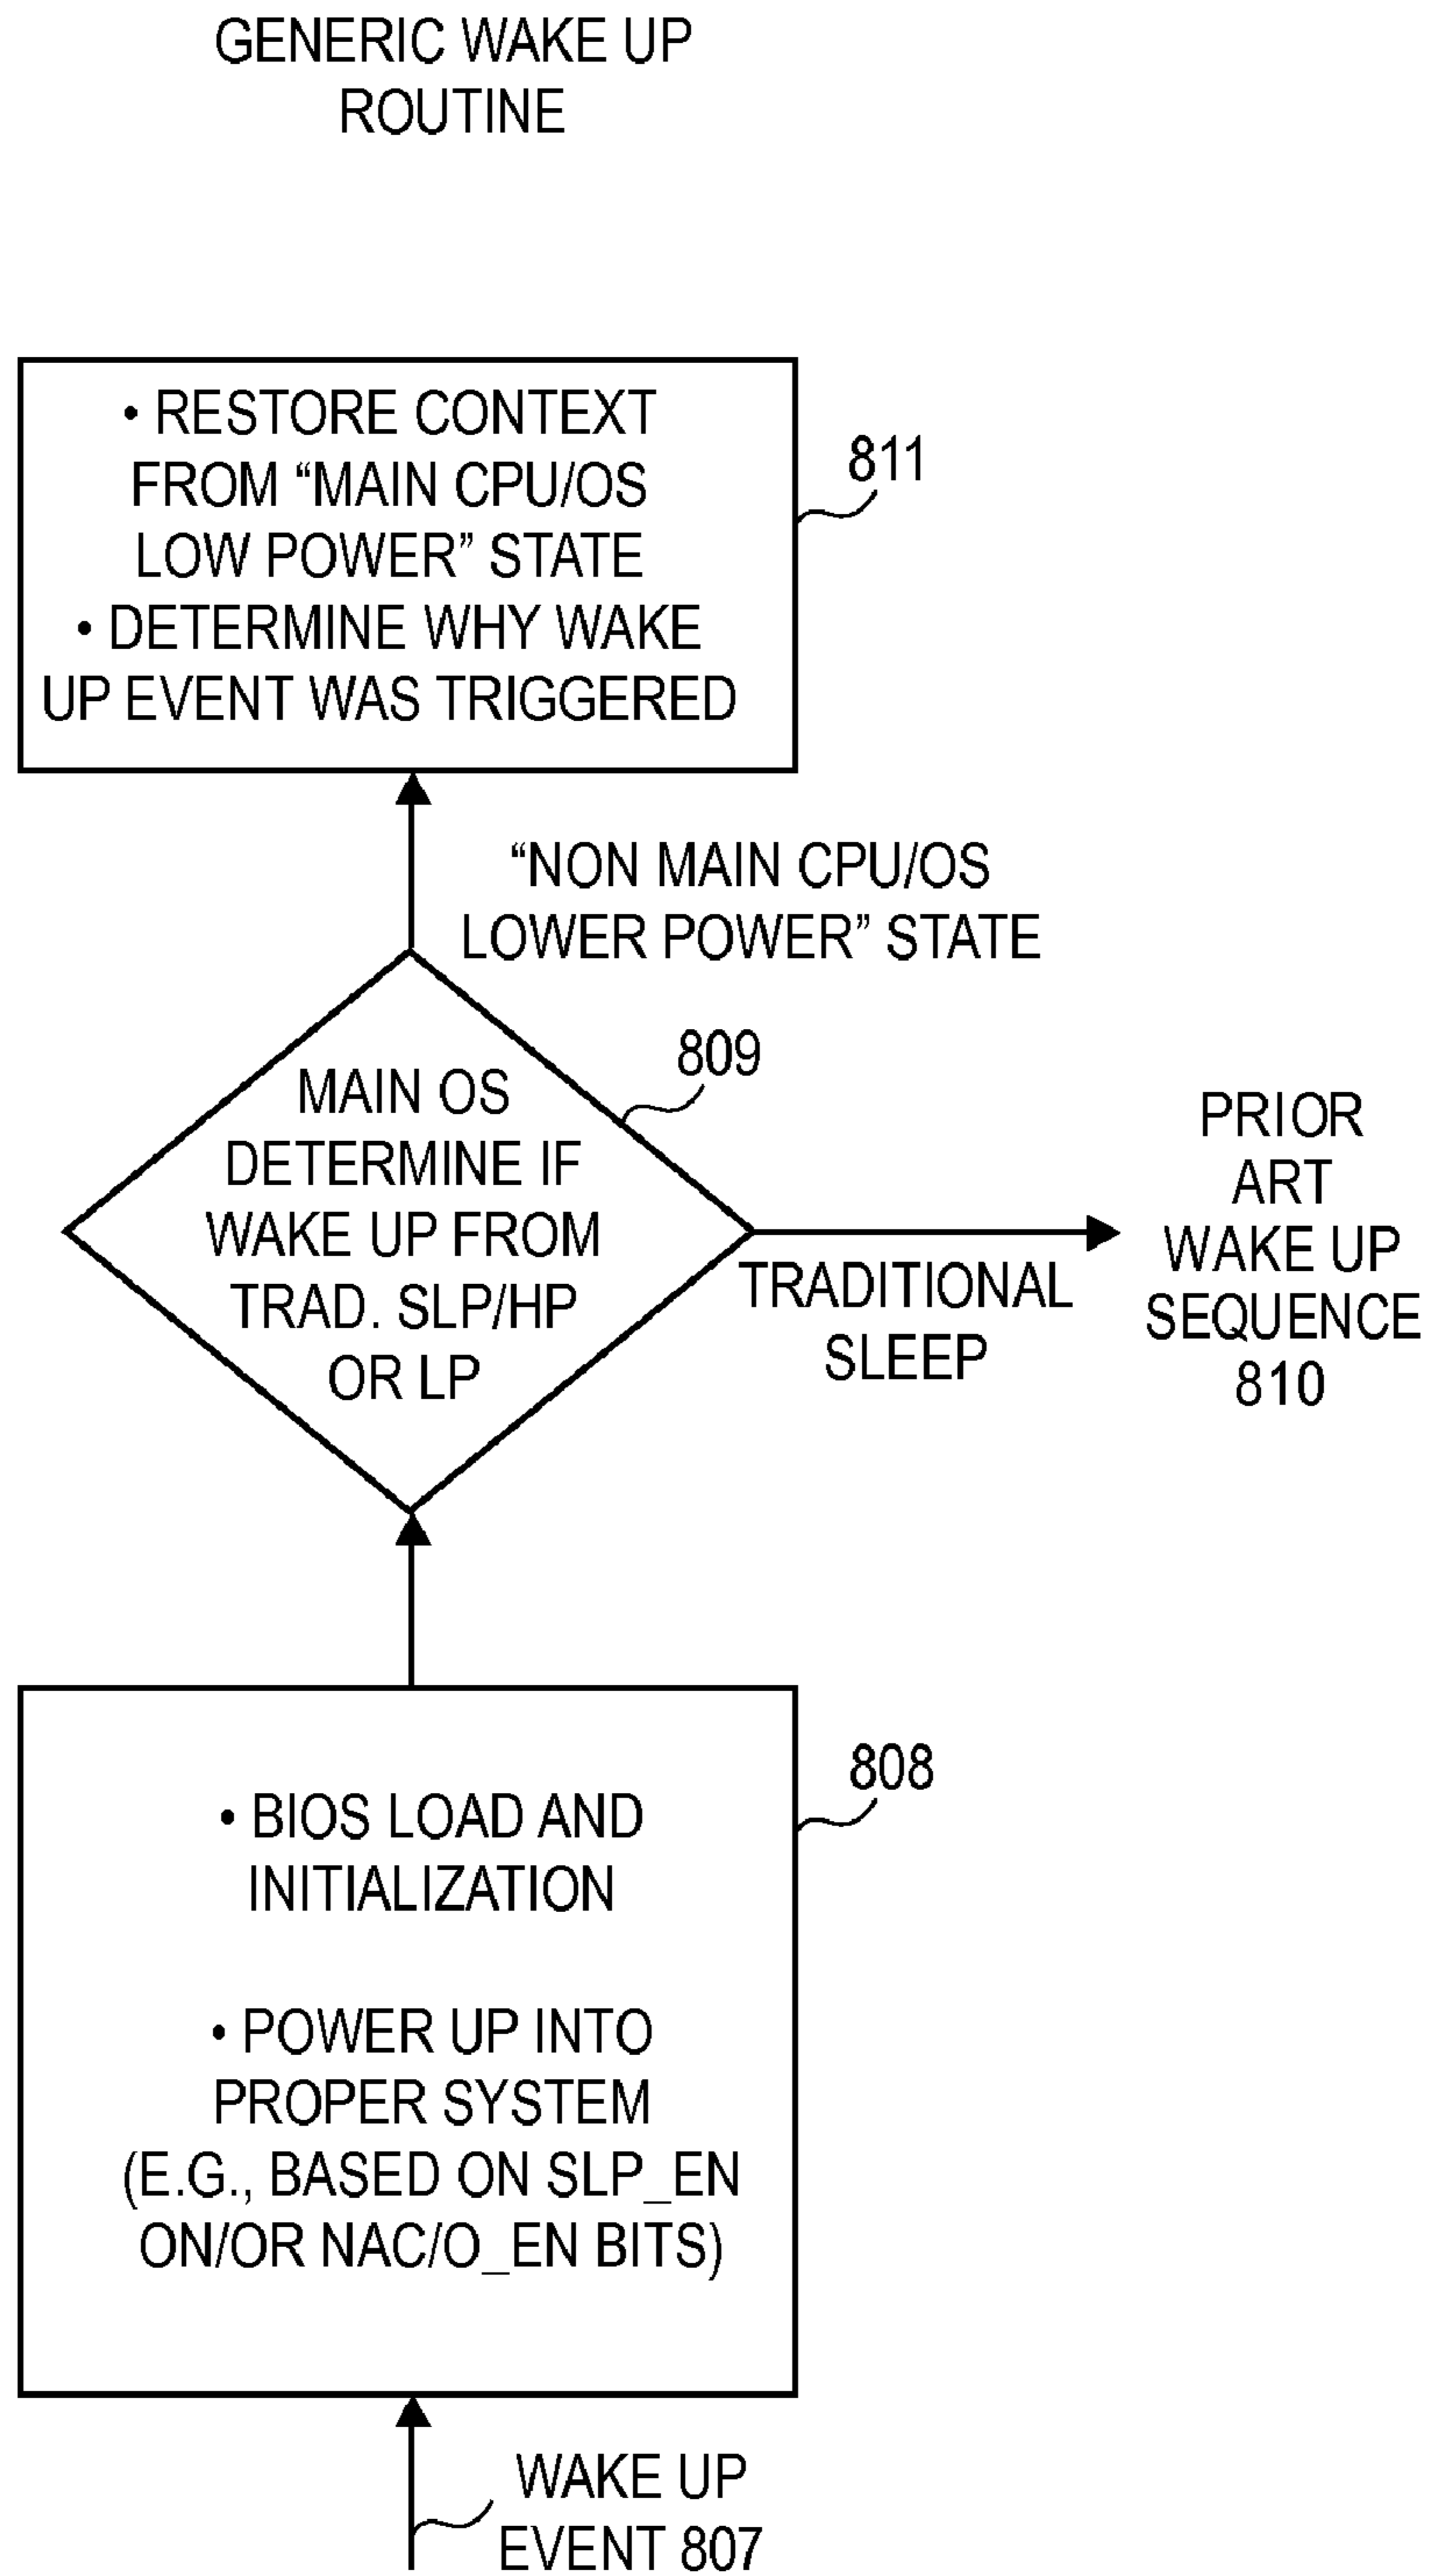 GENERIC WAKE UP
ROUTINE
• RESTORE CONTEXT
FROM “MAIN CPU/OS
LOW POWER” STATE
• DETERMINE WHY WAKE
UP EVENT WAS TRIGGERED
811
“NON MAIN CPU/OS
LOWER POWER” STATE
809
MAIN OS
DETERMINE IF
WAKE UP FROM
TRAD. SLP/HP
OR LP
TRADITIONAL
SLEEP
PRIOR
ART
WAKE UP
SEQUENCE
810
808
• BIOS LOAD AND
INITIALIZATION
• POWER UP INTO
PROPER SYSTEM
(E.G., BASED ON SLP_EN
ON/OR NAC/O_EN BITS)
WAKE UP
EVENT 807